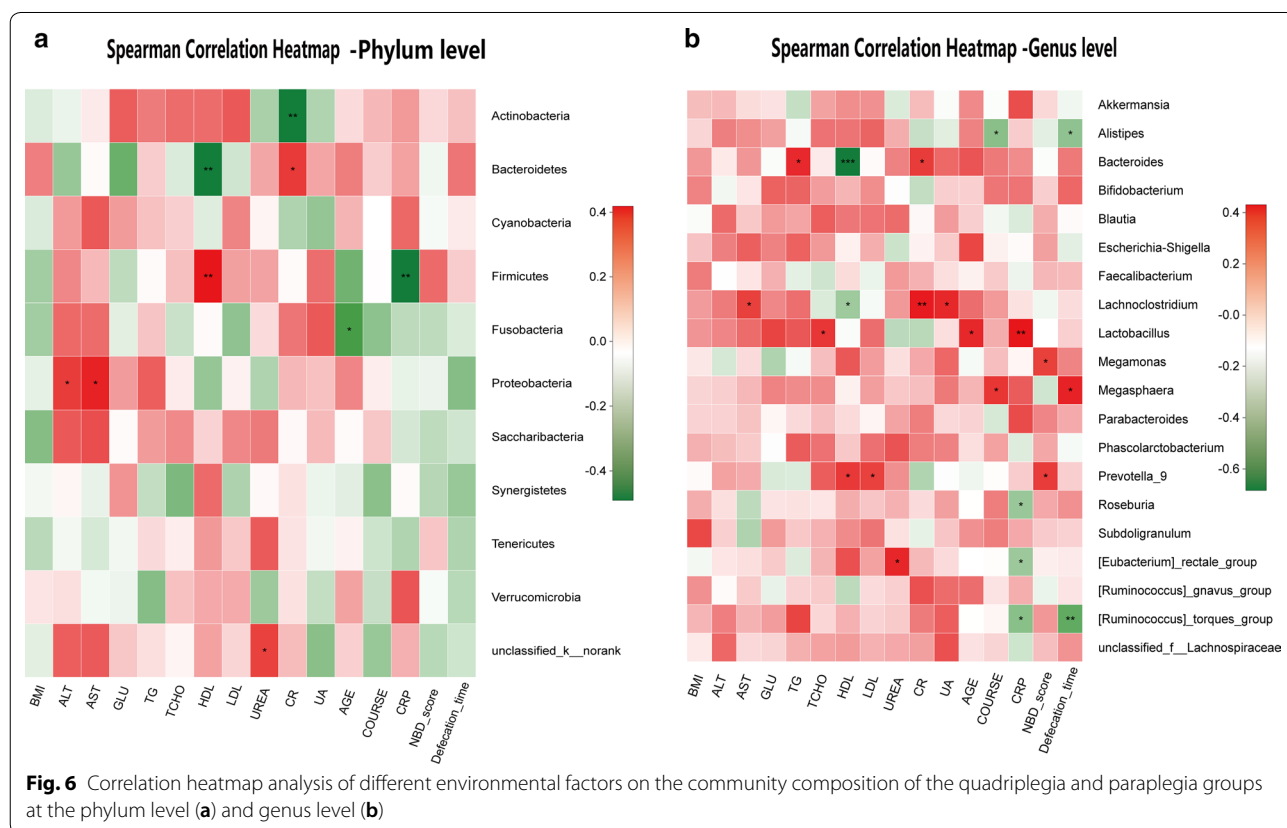 a
Spearman Correlation Heatmap -Phylum level
Actinobacteria
**
Bacteroidetes
** *
Cyanobacteria
Firmicutes
** **
Fusobacteria
*
Proteobacteria
* *
Saccharibacteria
Synergistetes
Tenericutes
Verrucomicrobia
unclassified_k__norank
*
BMI
ALT
AST
GLU
TG
TCHO
HDL
LDL
UREA
CR
UA
AGE
COURSE
CRP
NBD_score
Defecation_time
0.4
0.2
0.0
-0.2
-0.4
b
Spearman Correlation Heatmap -Genus level
Akkermansia
Alistipes
* *
Bacteroides
* *** *
Bifidobacterium
Blautia
Escherichia-Shigella
Faecalibacterium
Lachnoclostridium
* * ** *
Lactobacillus
* * **
Megamonas
*
Megasphaera
* *
Parabacteroides
Phascolarctobacterium
Prevotella_9
* * *
Roseburia
*
Subdoligranulum
[Eubacterium]_rectale_group
* *
[Ruminococcus]_gnavus_group
[Ruminococcus]_torques_group
* **
unclassified_f__Lachnospiraceae
BMI
ALT
AST
GLU
TG
TCHO
HDL
LDL
UREA
CR
UA
AGE
COURSE
CRP
NBD_score
Defecation_time
0.4
0.2
-0.0
-0.2
-0.4
-0.6
Fig. 6 Correlation heatmap analysis of different environmental factors on the community composition of the quadriplegia and paraplegia groups
at the phylum level (a) and genus level (b)